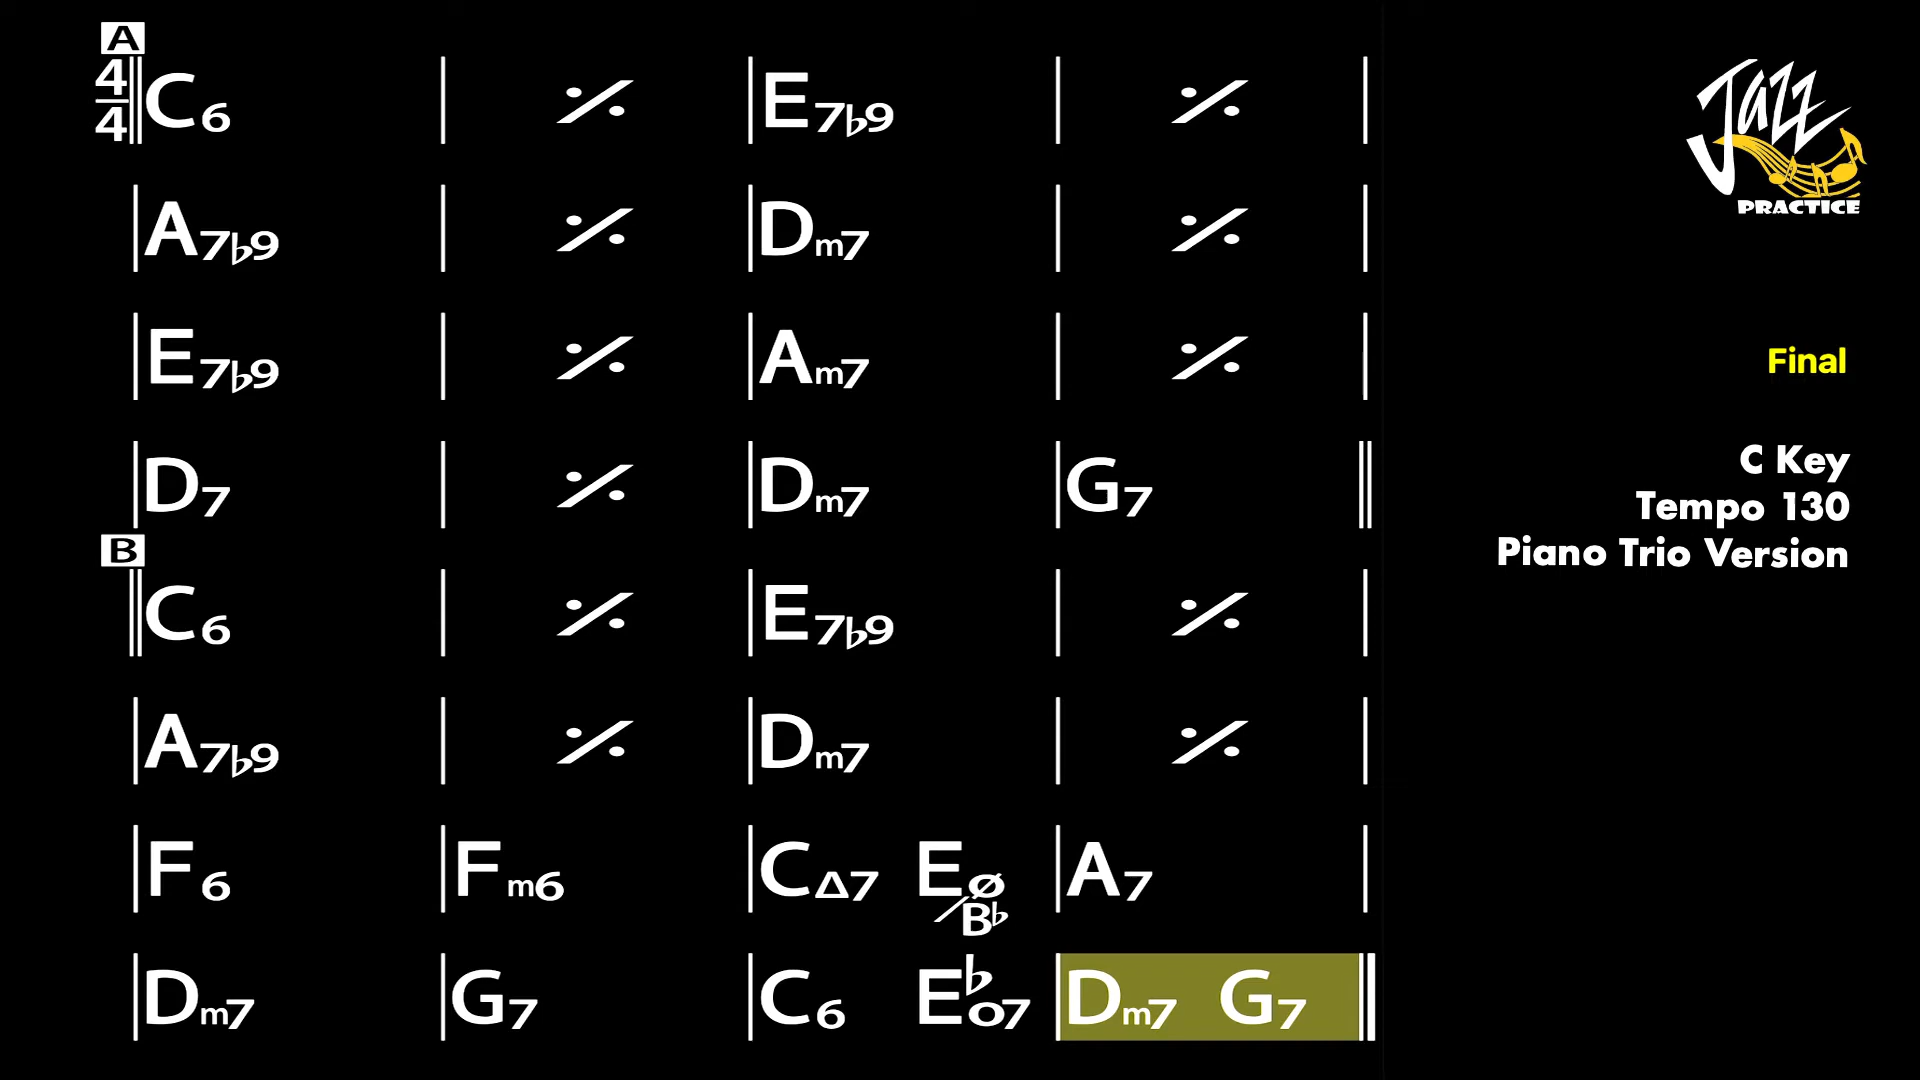 A
4/4 C6 | 𝄎 | E7♭9 | 𝄎
A7♭9 | 𝄎 | Dm7 | 𝄎
E7♭9 | 𝄎 | Am7 | 𝄎
D7 | 𝄎 | Dm7 | G7
B
C6 | 𝄎 | E7♭9 | 𝄎
A7♭9 | 𝄎 | Dm7 | 𝄎
F6 | Fm6 | CΔ7 Eø/B♭ | A7
Dm7 | G7 | C6 E♭o7 | Dm7 G7
Jazz
PRACTICE
Final
C Key
Tempo 130
Piano Trio Version